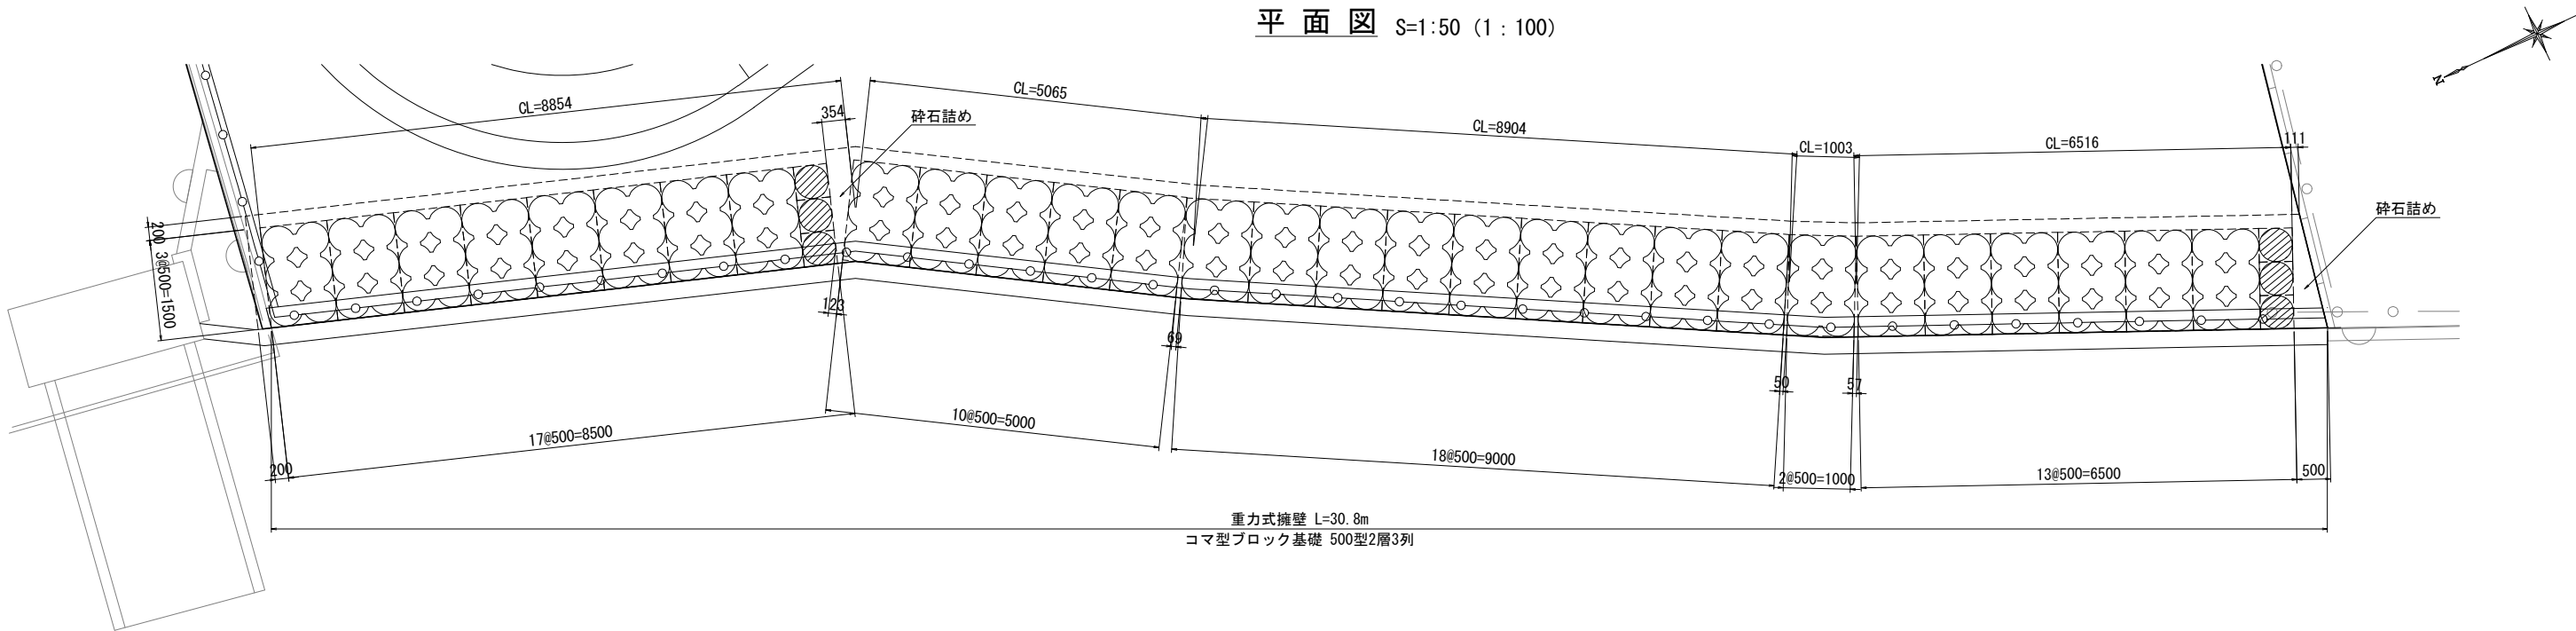 平 面 図 S=1:50 (1 : 100)
N
CL=8854
354
砕石詰め
CL=5065
CL=8904
CL=1003
CL=6516
111
砕石詰め
200
3@500=1500
123
69
50
57
200
17@500=8500
10@500=5000
18@500=9000
2@500=1000
13@500=6500
500
重力式擁壁 L=30.8m
コマ型ブロック基礎 500型2層3列